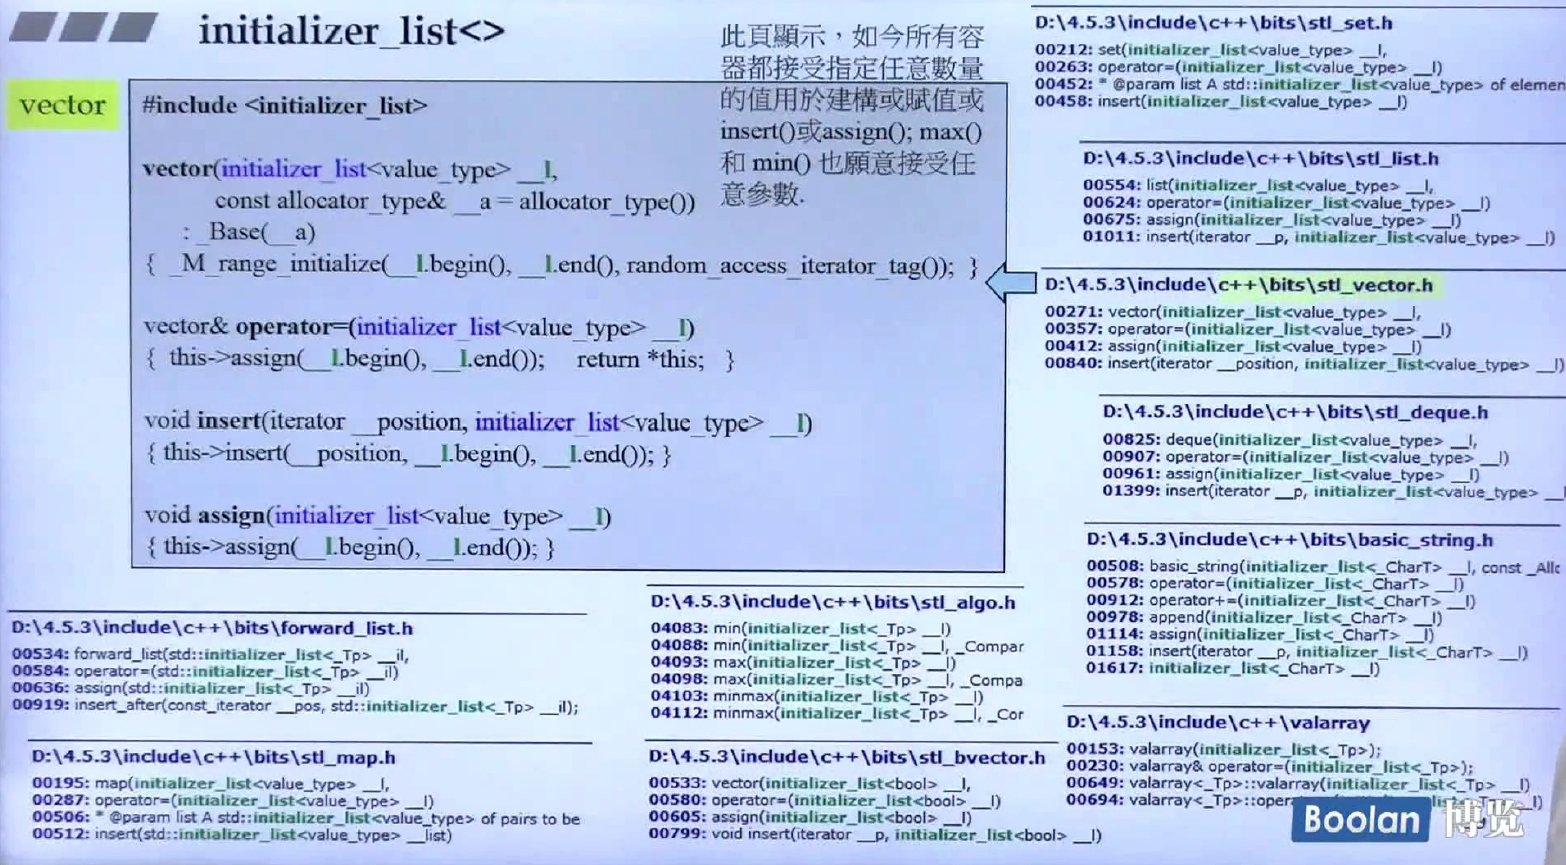 initializer_list<>
vector
#include <initializer_list>
vector(initializer_list<value_type> __l,
const allocator_type& __a = allocator_type())
: _Base(__a)
{ _M_range_initialize(__l.begin(), __l.end(), random_access_iterator_tag()); }
vector& operator=(initializer_list<value_type> __l)
{ this->assign(__l.begin(), __l.end()); return *this; }
void insert(iterator __position, initializer_list<value_type> __l)
{ this->insert(__position, __l.begin(), __l.end()); }
void assign(initializer_list<value_type> __l)
{ this->assign(__l.begin(), __l.end()); }
此頁顯示，如今所有容
器都接受指定任意數量
的值用於建構或賦值或
insert()或assign(); max()
和 min() 也願意接受任
意參數.
D:\4.5.3\include\c++\bits\stl_set.h
00212: set(initializer_list<value_type> __l,
00263: operator=(initializer_list<value_type> __l)
00452: * @param list A std::initializer_list<value_type> of elemen
00458: insert(initializer_list<value_type> __l)
D:\4.5.3\include\c++\bits\stl_list.h
00554: list(initializer_list<value_type> __l,
00624: operator=(initializer_list<value_type> __l)
00675: assign(initializer_list<value_type> __l)
01011: insert(iterator __p, initializer_list<value_type> __l)
D:\4.5.3\include\c++\bits\stl_vector.h
00271: vector(initializer_list<value_type> __l,
00357: operator=(initializer_list<value_type> __l)
00412: assign(initializer_list<value_type> __l)
00840: insert(iterator __position, initializer_list<value_type> __l)
D:\4.5.3\include\c++\bits\stl_deque.h
00825: deque(initializer_list<value_type> __l,
00907: operator=(initializer_list<value_type> __l)
00961: assign(initializer_list<value_type> __l)
01399: insert(iterator __p, initializer_list<value_type> __
D:\4.5.3\include\c++\bits\basic_string.h
00508: basic_string(initializer_list<_CharT> __l, const _Allc
00578: operator=(initializer_list<_CharT> __l)
00912: operator+=(initializer_list<_CharT> __l)
00978: append(initializer_list<_CharT> __l)
01114: assign(initializer_list<_CharT> __l)
01158: insert(iterator __p, initializer_list<_CharT> __l)
01617: initializer_list<_CharT> __l)
D:\4.5.3\include\c++\bits\forward_list.h
00534: forward_list(std::initializer_list<_Tp> __il,
00584: operator=(std::initializer_list<_Tp> __il)
00636: assign(std::initializer_list<_Tp> __il)
00919: insert_after(const_iterator __pos, std::initializer_list<_Tp> __il);
D:\4.5.3\include\c++\bits\stl_algo.h
04083: min(initializer_list<_Tp> __l)
04088: min(initializer_list<_Tp> __l, _Compar
04093: max(initializer_list<_Tp> __l)
04098: max(initializer_list<_Tp> __l, _Compa
04103: minmax(initializer_list<_Tp> __l)
04112: minmax(initializer_list<_Tp> __l, _Cor
D:\4.5.3\include\c++\valarray
00153: valarray(initializer_list<_Tp>);
00230: valarray& operator=(initializer_list<_Tp>);
00649: valarray<_Tp>::valarray(initializer_list<_Tp> __l)
00694: valarray<_Tp>::oper
D:\4.5.3\include\c++\bits\stl_map.h
00195: map(initializer_list<value_type> __l,
00287: operator=(initializer_list<value_type> __l)
00506: * @param list A std::initializer_list<value_type> of pairs to be
00512: insert(std::initializer_list<value_type> __list)
D:\4.5.3\include\c++\bits\stl_bvector.h
00533: vector(initializer_list<bool> __l,
00580: operator=(initializer_list<bool> __l)
00605: assign(initializer_list<bool> __l)
00799: void insert(iterator __p, initializer_list<bool> __l)
Boolan 博览